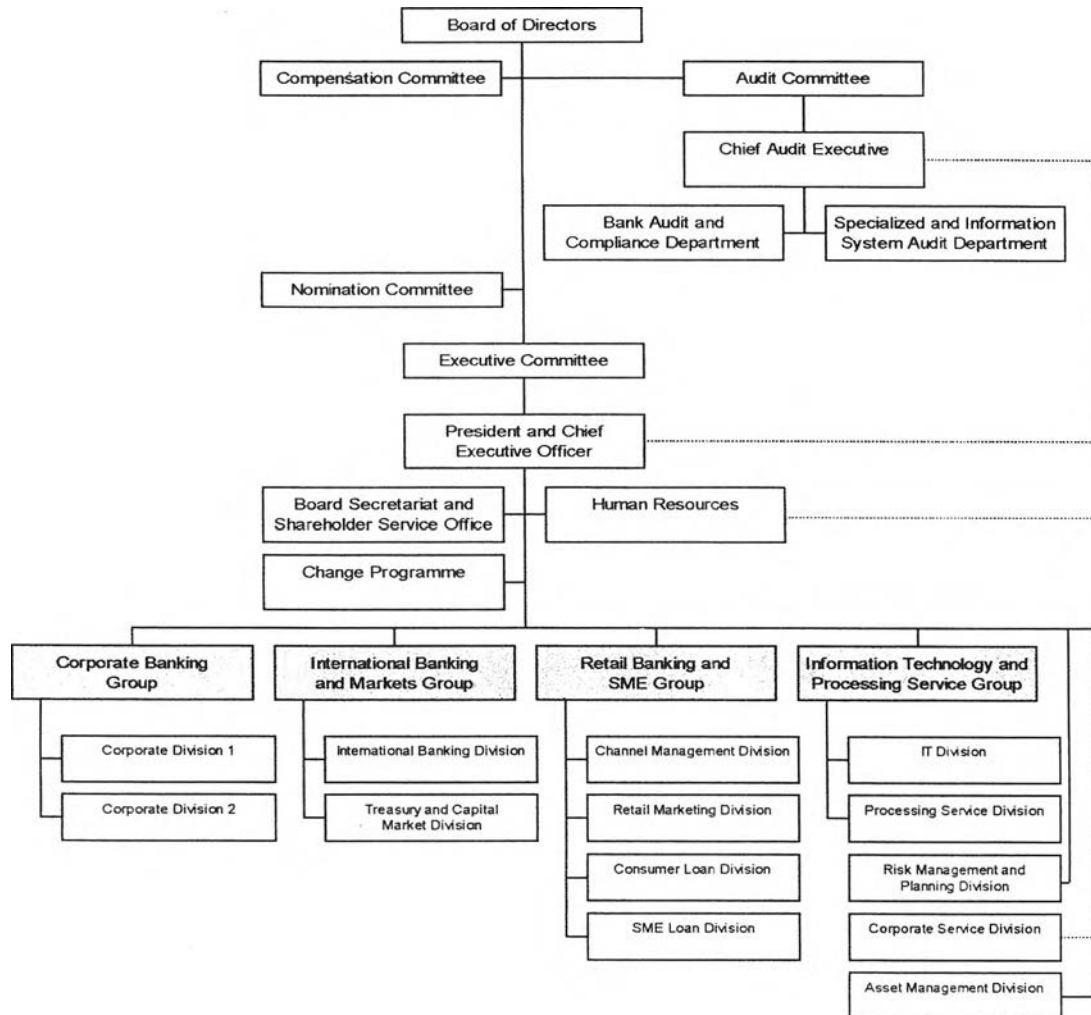 Board of Directors
Compensation Committee
Audit Committee
Chief Audit Executive
Bank Audit and
Compliance Department
Specialized and Information
System Audit Department
Nomination Committee
Executive Committee
President and Chief
Executive Officer
Board Secretariat and
Shareholder Service Office
Human Resources
Change Programme
Corporate Banking
Group
International Banking
and Markets Group
Retail Banking and
SME Group
Information Technology and
Processing Service Group
Corporate Division 1
Corporate Division 2
International Banking Division
Treasury and Capital
Market Division
Channel Management Division
Retail Marketing Division
Consumer Loan Division
SME Loan Division
IT Division
Processing Service Division
Risk Management and
Planning Division
Corporate Service Division
Asset Management Division